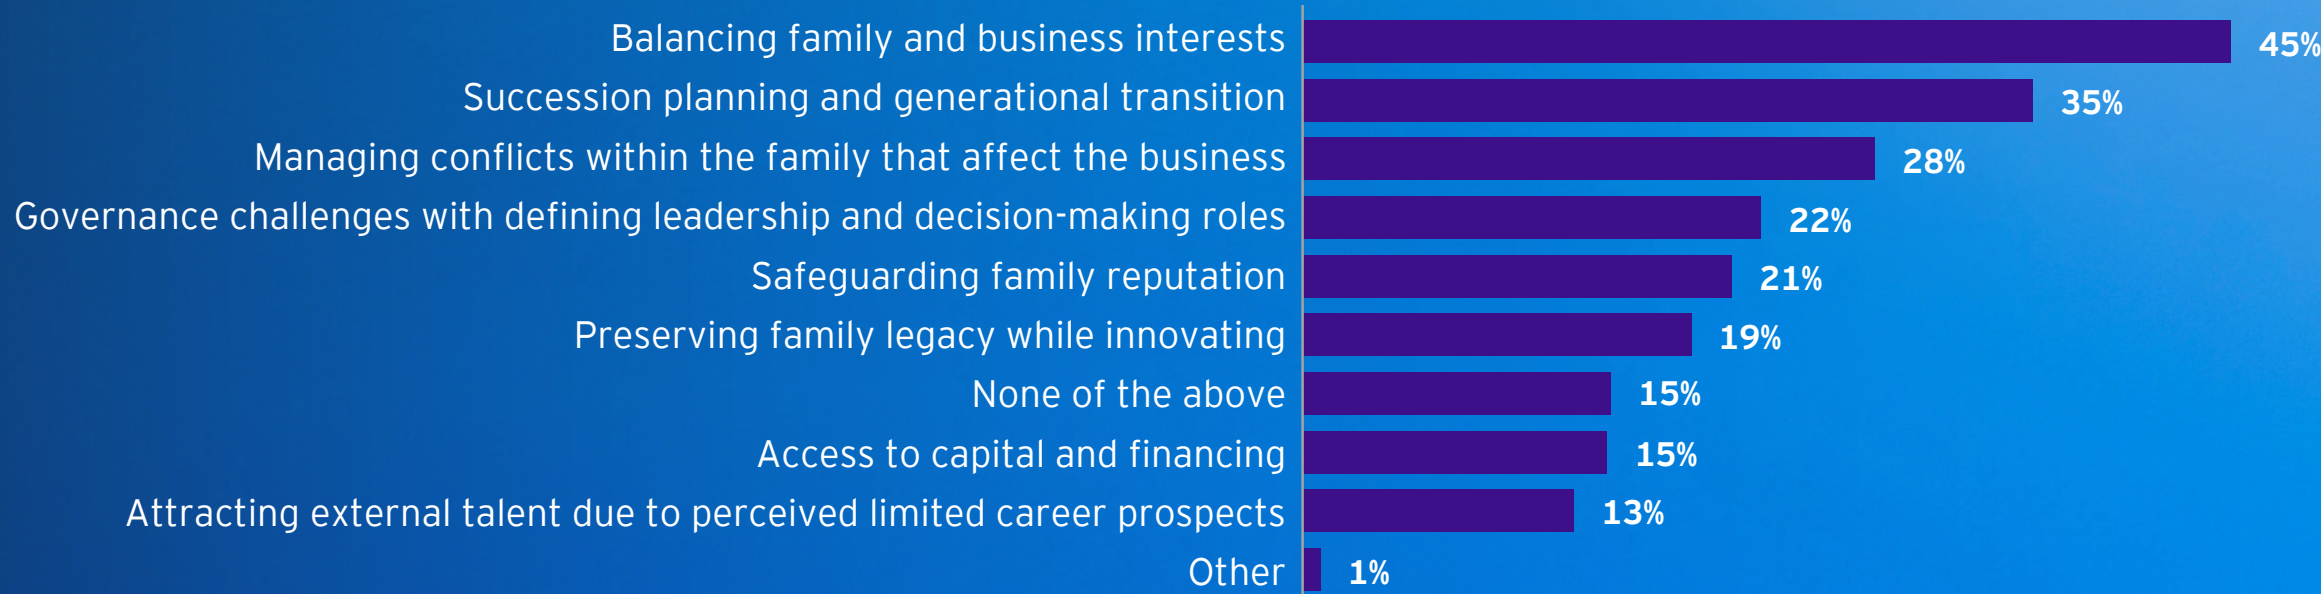 Balancing family and business interests 45%
Succession planning and generational transition 35%
Managing conflicts within the family that affect the business 28%
Governance challenges with defining leadership and decision-making roles 22%
Safeguarding family reputation 21%
Preserving family legacy while innovating 19%
None of the above 15%
Access to capital and financing 15%
Attracting external talent due to perceived limited career prospects 13%
Other 1%